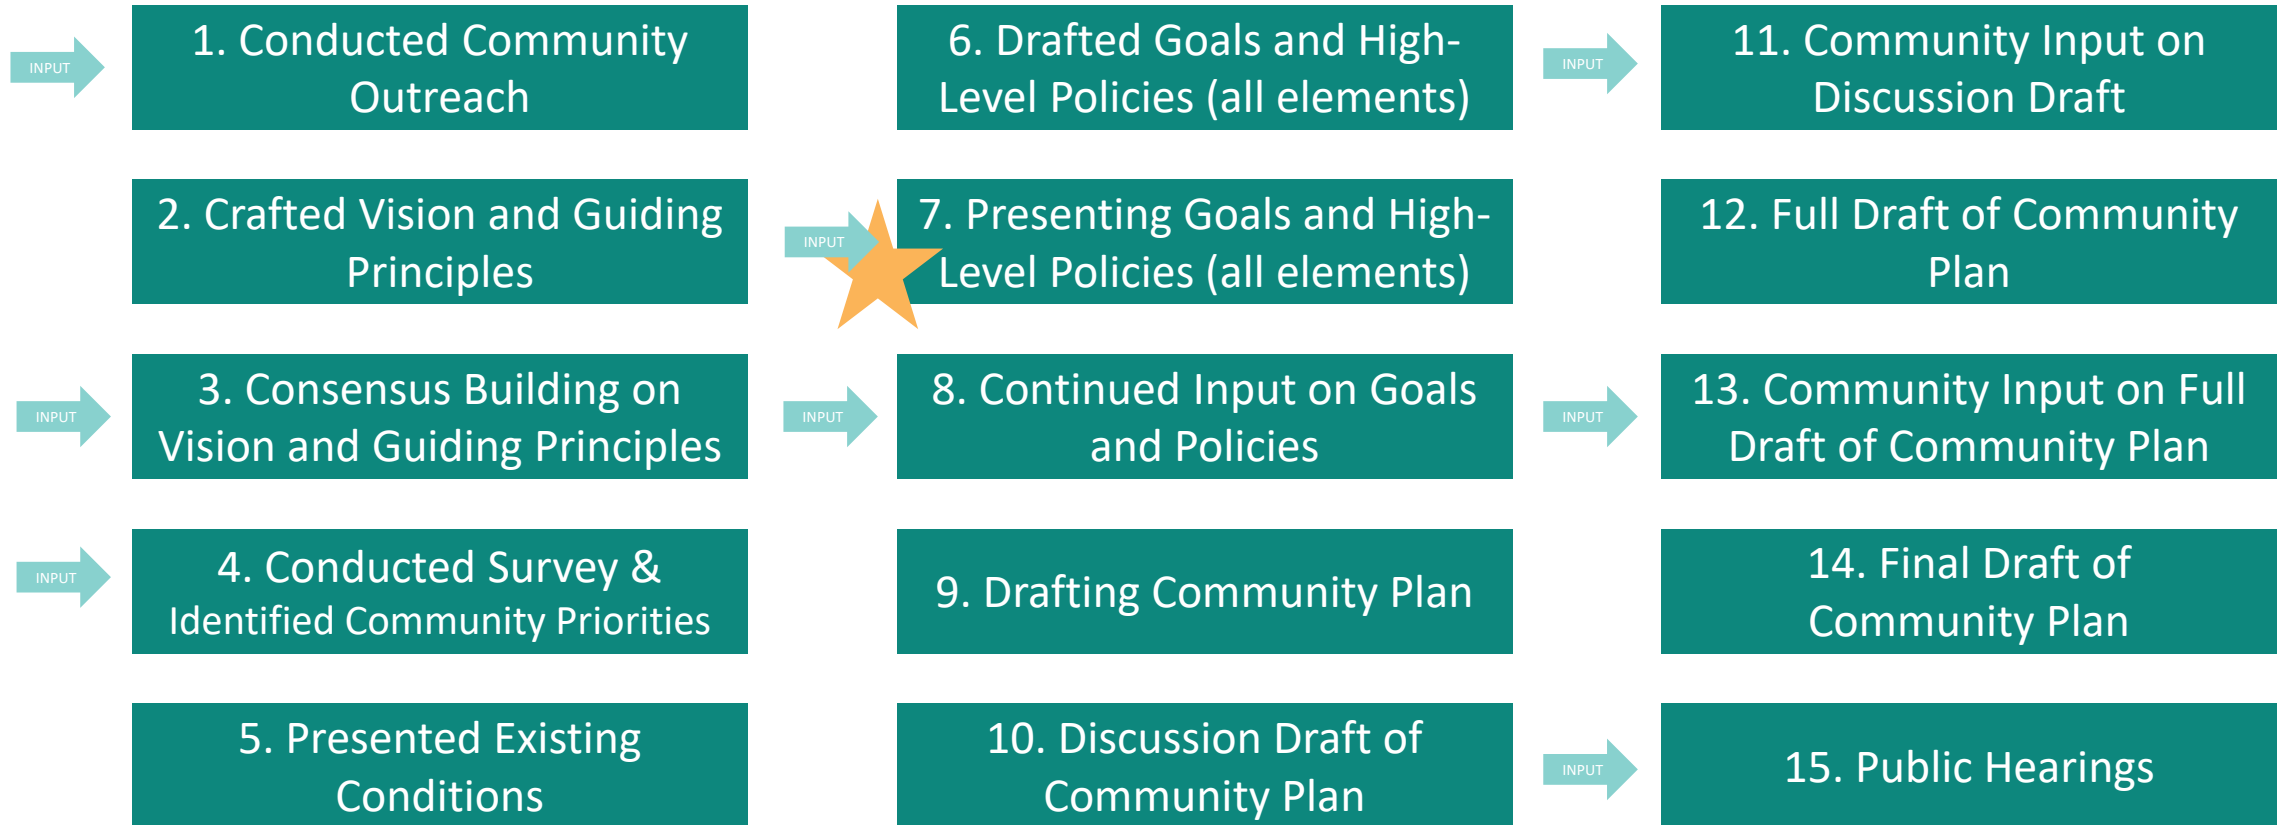 INPUT
1. Conducted Community
Outreach
2. Crafted Vision and Guiding
Principles
INPUT
3. Consensus Building on
Vision and Guiding Principles
INPUT
4. Conducted Survey &
Identified Community Priorities
5. Presented Existing
Conditions
6. Drafted Goals and High-
Level Policies (all elements)
INPUT
7. Presenting Goals and High-
Level Policies (all elements)
INPUT
8. Continued Input on Goals
and Policies
9. Drafting Community Plan
10. Discussion Draft of
Community Plan
INPUT
11. Community Input on
Discussion Draft
12. Full Draft of Community
Plan
INPUT
13. Community Input on Full
Draft of Community Plan
14. Final Draft of
Community Plan
INPUT
15. Public Hearings